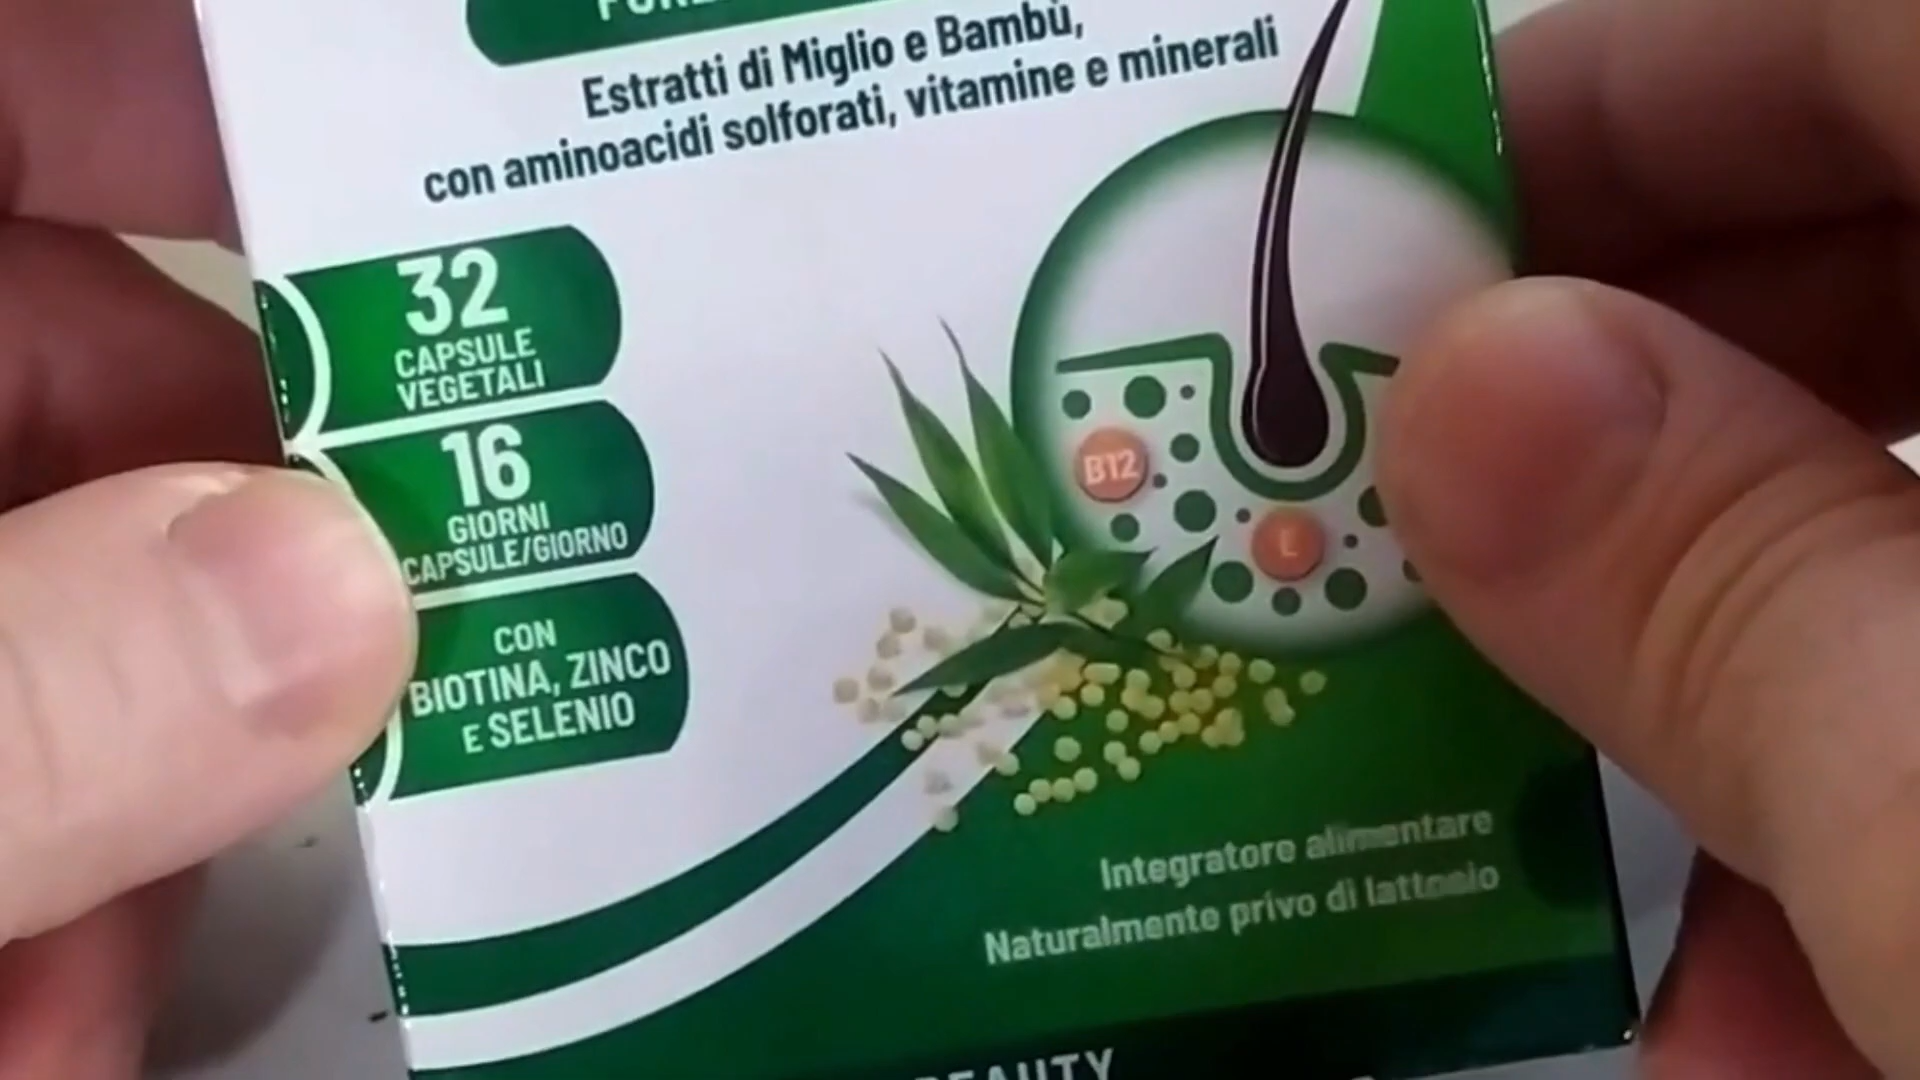 Estratti di Miglio e Bambù,
con aminoacidi solforati, vitamine e minerali
32
CAPSULE
VEGETALI
16
GIORNI
CAPSULE/GIORNO
CON
BIOTINA, ZINCO
E SELENIO
B12
L
Integratore alimentare
Naturalmente privo di lattosio
BEAUTY